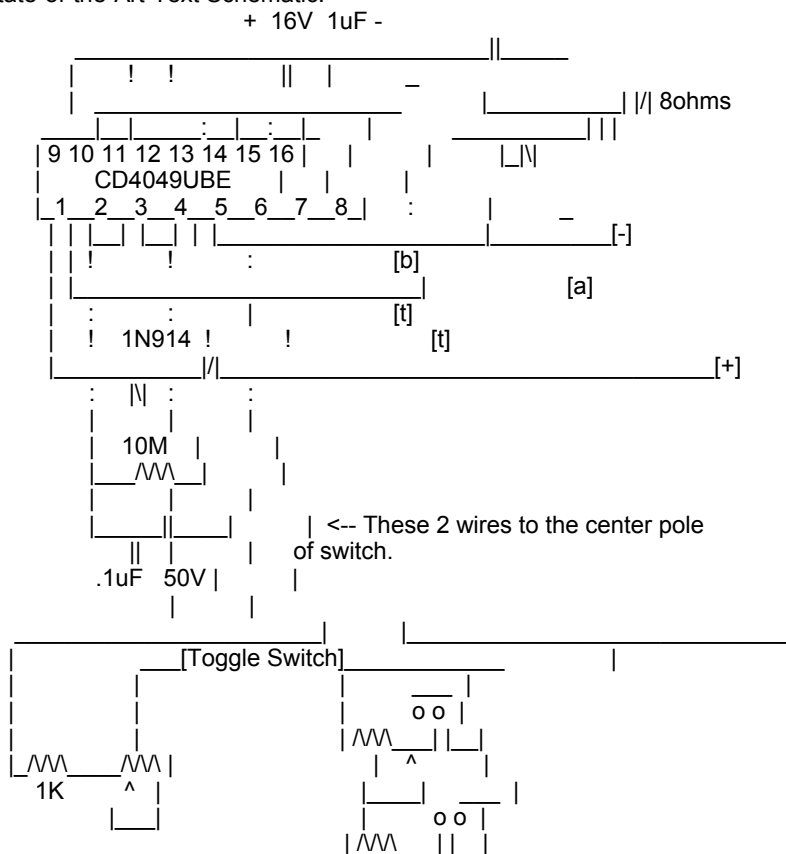 of the Art Text Schematic.
+ 16V 1uF -
8ohms
9 10 11 12 13 14 15 16
CD4049UBE
1 2 3 4 5 6 7 8
[-]
[b]
[a]
[t]
1N914 [t]
[+]
10M
<-- These 2 wires to the center pole
of switch.
.1uF 50V
[Toggle Switch]
o o
1K ^
o o